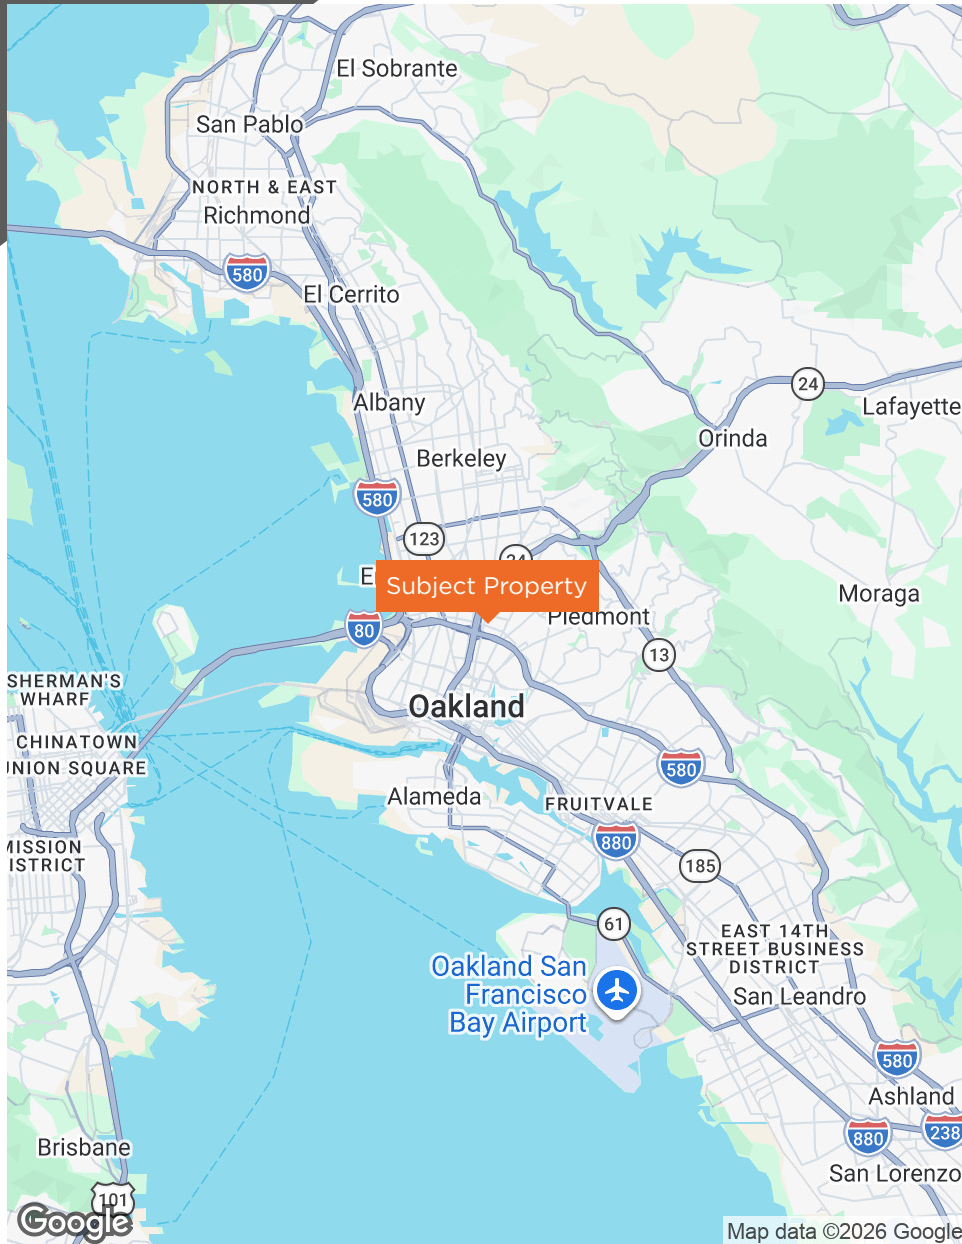 El Sobrante
San Pablo
NORTH & EAST
Richmond
580
El Cerrito
24
Lafayette
Albany
Orinda
Berkeley
580
123
24
E
Subject Property
Moraga
Piedmont
80
13
SHERMAN'S
WHARF
Oakland
CHINATOWN
UNION SQUARE
580
Alameda
FRUITVALE
880
MISSION
ISTRICT
185
61
EAST 14TH
STREET BUSINESS
DISTRICT
Oakland San
Francisco
Bay Airport
San Leandro
580
Ashland
880
238
Brisbane
San Lorenzo
101
Google
Map data ©2026 Google